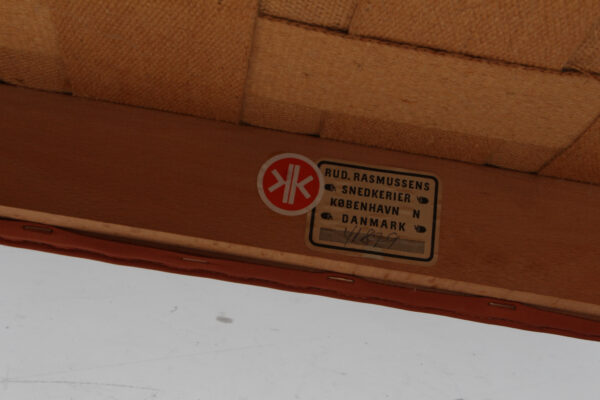 RUD. RASMUSSENS
SNEDKERIER
KØBENHAVN N
DANMARK